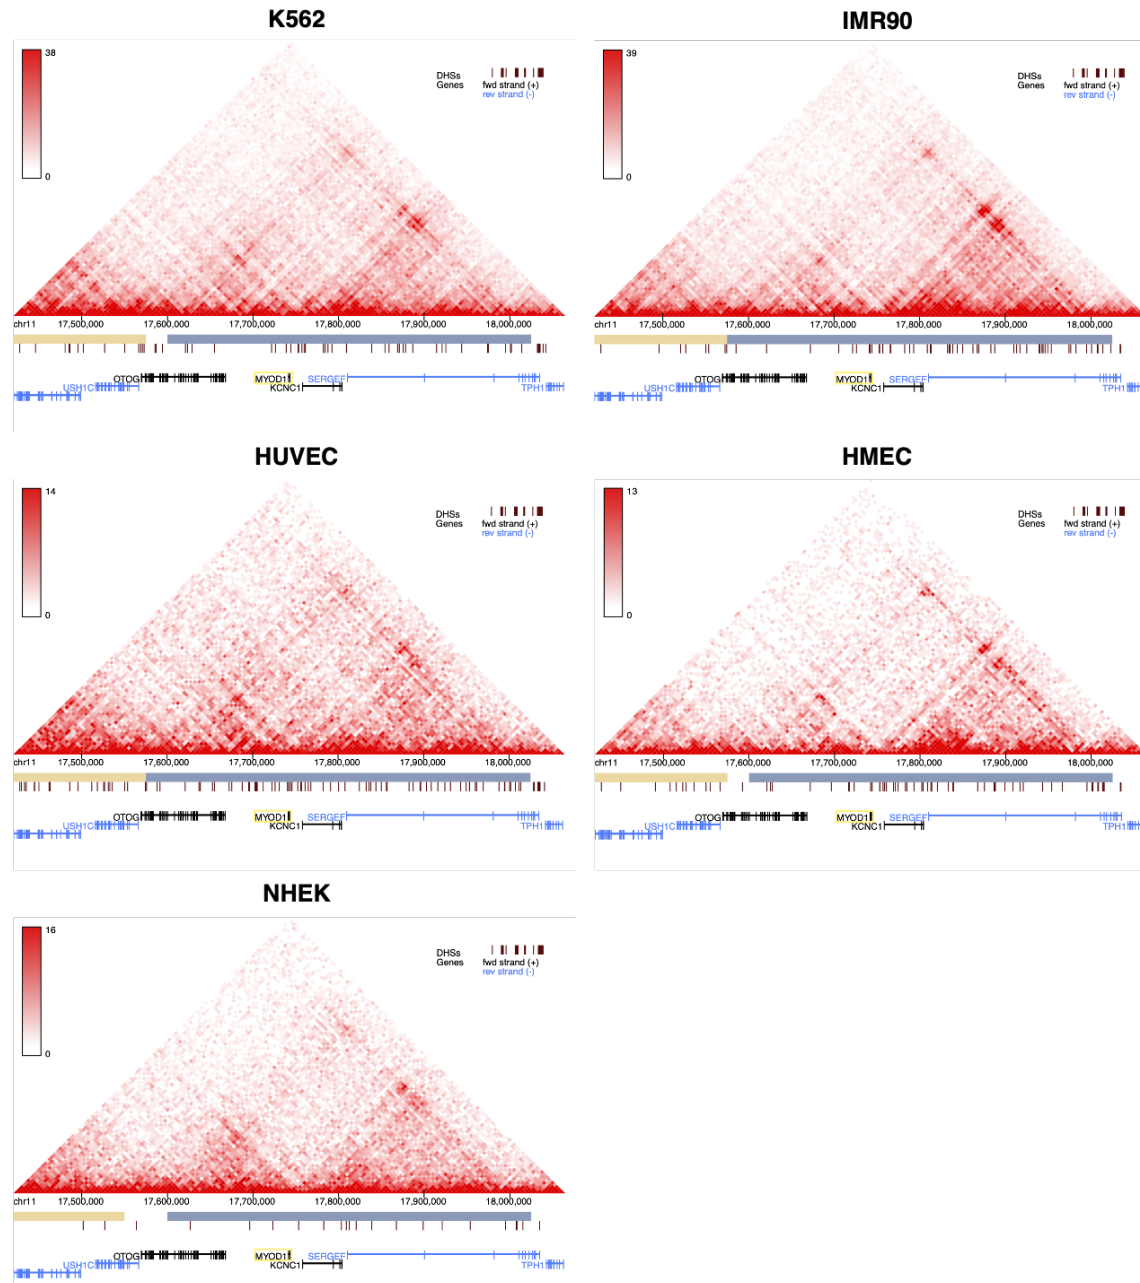 K562
38
0
DHSs
Genes fwd strand (+)
rev strand (-)
chr11 17,500,000 17,600,000 17,700,000 17,800,000 17,900,000 18,000,000
OTOG MYOD1 SERGEF
USH1C KCNC1 TPH1
IMR90
39
0
DHSs
Genes fwd strand (+)
rev strand (-)
chr11 17,500,000 17,600,000 17,700,000 17,800,000 17,900,000 18,000,000
OTOG MYOD1 SERGEF
USH1C KCNC1 TPH1
HUVEC
14
0
DHSs
Genes fwd strand (+)
rev strand (-)
chr11 17,500,000 17,600,000 17,700,000 17,800,000 17,900,000 18,000,000
OTOG MYOD1 SERGEF
USH1C KCNC1 TPH1
HMEC
13
0
DHSs
Genes fwd strand (+)
rev strand (-)
chr11 17,500,000 17,600,000 17,700,000 17,800,000 17,900,000 18,000,000
OTOG MYOD1 SERGEF
USH1C KCNC1 TPH1
NHEK
16
0
DHSs
Genes fwd strand (+)
rev strand (-)
chr11 17,500,000 17,600,000 17,700,000 17,800,000 17,900,000 18,000,000
OTOG MYOD1 SERGEF
USH1C KCNC1 TPH1